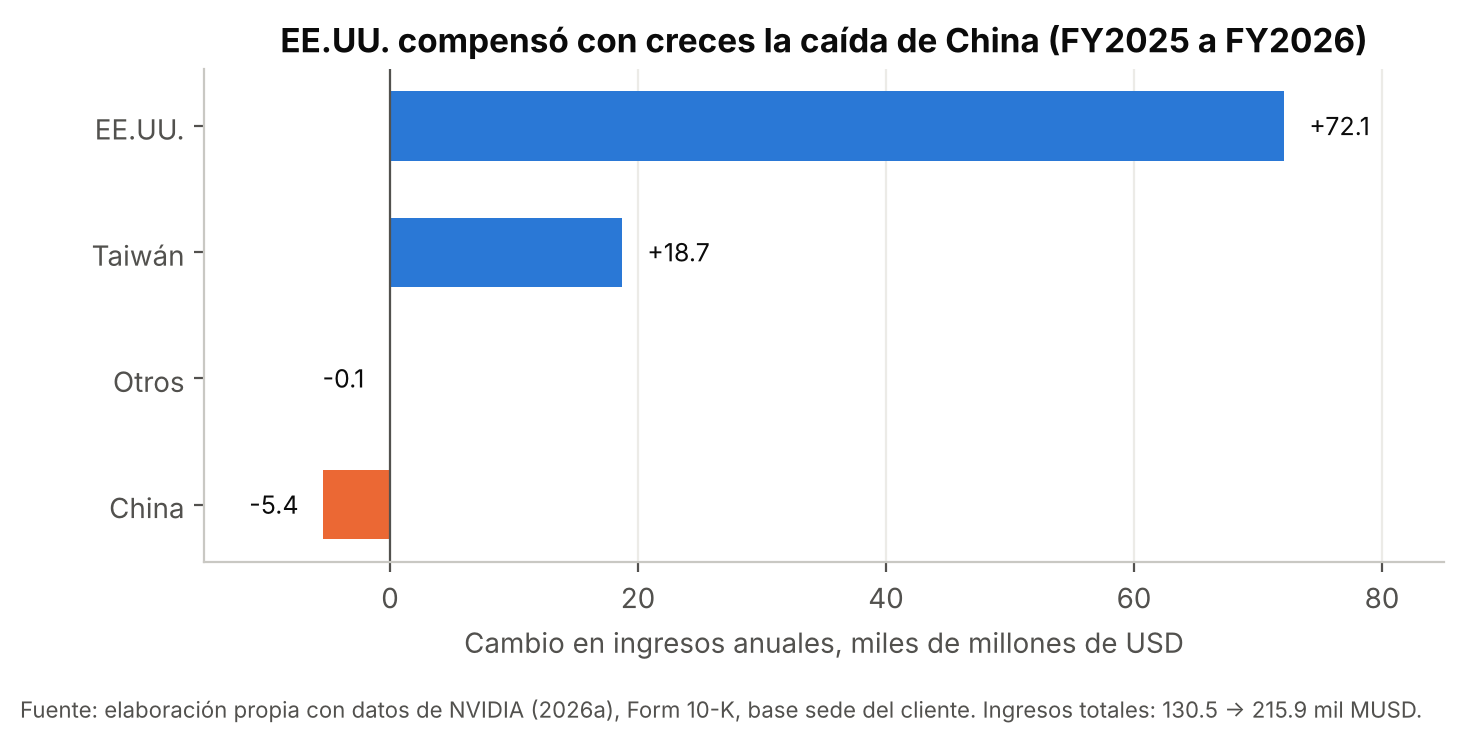 EE.UU. compensó con creces la caída de China (FY2025 a FY2026)
EE.UU.
+72.1
Taiwán
+18.7
Otros
-0.1
China
-5.4
0 20 40 60 80
Cambio en ingresos anuales, miles de millones de USD
Fuente: elaboración propia con datos de NVIDIA (2026a), Form 10-K, base sede del cliente. Ingresos totales: 130.5 → 215.9 mil MUSD.